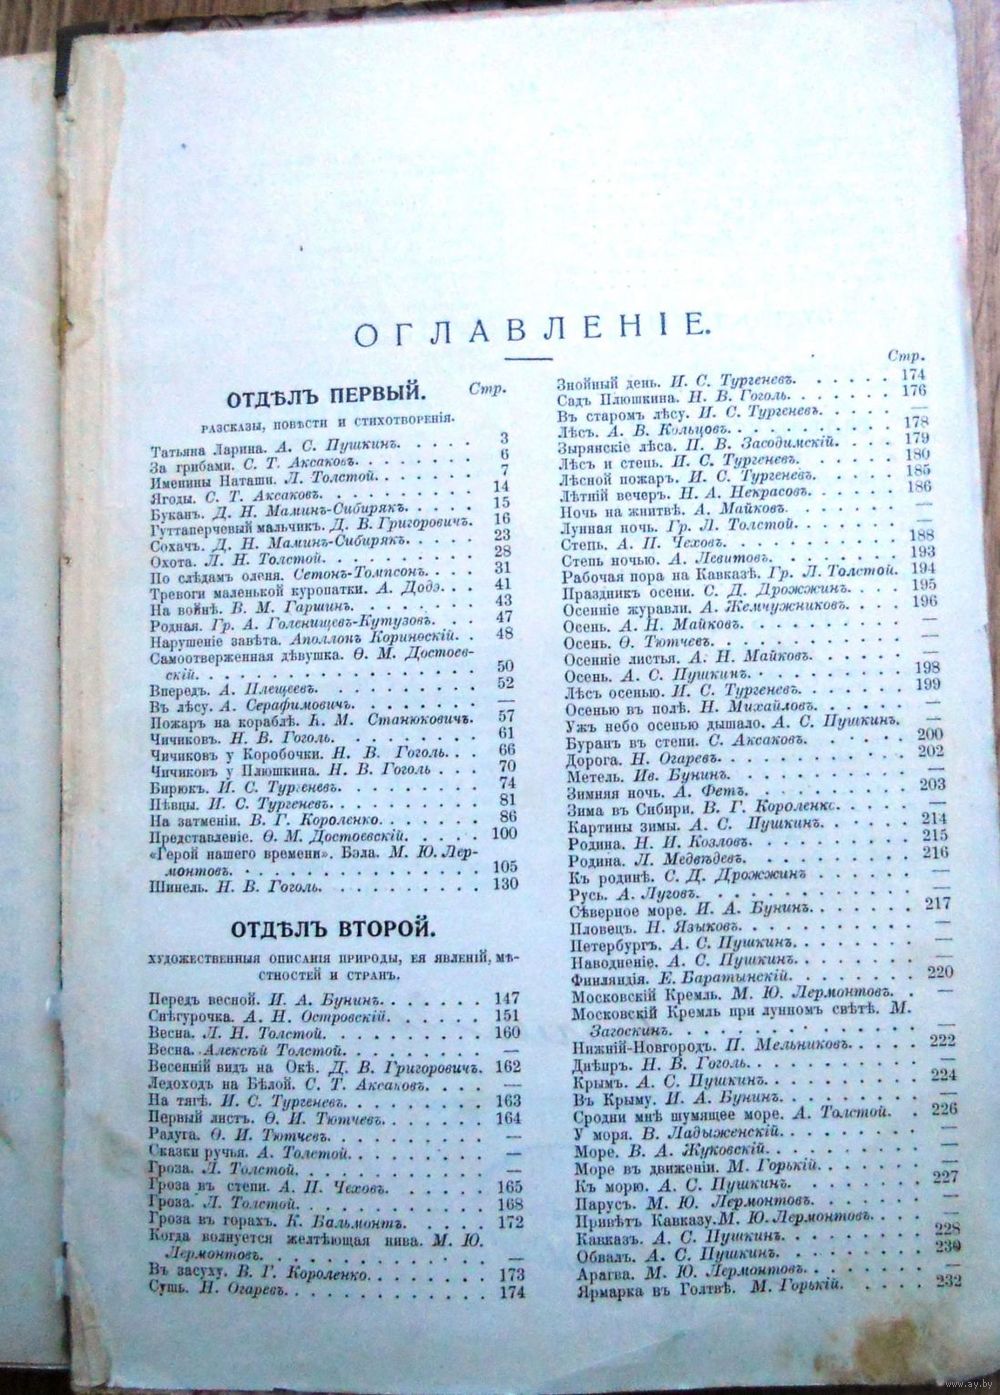 ОГЛАВЛЕНІЕ.
ОТДѢЛЪ ПЕРВЫЙ. Стр.
РАЗСКАЗЫ, ПОВѢСТИ И СТИХОТВОРЕНІЯ.
Татьяна Ларина. А. С. Пушкинъ. . . . . . 3
За грибами. С. Т. Аксаковъ. . . . . . . . 6
Именины Наташи. Л. Толстой. . . . . . . 7
Ягоды. С. Т. Аксаковъ. . . . . . . . . . 14
Буканъ. Д. Н. Маминъ-Сибирякъ. . . . . 15
Гуттаперчевый мальчикъ. Д. В. Григоровичъ. 16
Сохачъ. Д. Н. Маминъ-Сибирякъ. . . . . 23
Охота. Л. Н. Толстой. . . . . . . . . . 28
По слѣдамъ оленя. Сетонъ-Томпсонъ. . . . 31
Тревоги маленькой куропатки. А. Додэ. . . 41
На войнѣ. В. М. Гаршинъ. . . . . . . . 43
Родная. Гр. А. Голенищевъ-Кутузовъ. . . . 47
Нарушеніе завѣта. Аполлонъ Коринѳскій. . 48
Самоотверженная дѣвушка. Ѳ. М. Достоев-
скій. . . . . . . . . . . . . . . . . 50
Впередъ. А. Плещеевъ. . . . . . . . . . 52
Въ лѣсу. А. Серафимовичъ. . . . . . . . —
Пожаръ на кораблѣ. К. М. Станюковичъ. 57
Чичиковъ. Н. В. Гоголь. . . . . . . . . 61
Чичиковъ у Коробочки. Н. В. Гоголь. . . 66
Чичиковъ у Плюшкина. Н. В. Гоголь . . . 70
Бирюкъ. И. С. Тургеневъ. . . . . . . . . 74
Пѣвцы. И. С. Тургеневъ. . . . . . . . . 81
На затменіи. В. Г. Короленко. . . . . . . 86
Представленіе. Ѳ. М. Достоевскій. . . . . 100
«Герой нашего времени». Бэла. М. Ю. Лер-
монтовъ. . . . . . . . . . . . . . . 105
Шинель. Н. В. Гоголь. . . . . . . . . . 130
ОТДѢЛЪ ВТОРОЙ.
ХУДОЖЕСТВЕННЫЯ ОПИСАНІЯ ПРИРОДЫ, ЕЯ ЯВЛЕНІЙ, МѢ-
СТНОСТЕЙ И СТРАНЪ.
Передъ весной. И. А. Бунинъ. . . . . . . 147
Снѣгурочка. А. Н. Островскій. . . . . . 151
Весна. Л. Н. Толстой. . . . . . . . . . 160
Весна. Алексѣй Толстой. . . . . . . . . —
Весенній видъ на Окѣ. Д. В. Григоровичъ. 162
Ледоходъ на Бѣлой. С. Т. Аксаковъ. . . . —
На тягѣ. И. С. Тургеневъ. . . . . . . . 163
Первый листъ. Ѳ. И. Тютчевъ. . . . . . 164
Радуга. Ѳ. И. Тютчевъ. . . . . . . . . —
Сказки ручья. А. Толстой. . . . . . . . —
Гроза. Л. Толстой. . . . . . . . . . . —
Гроза въ степи. А. П. Чеховъ. . . . . . 165
Гроза. Л. Толстой. . . . . . . . . . . 168
Гроза въ горахъ. К. Бальмонтъ. . . . . 172
Когда волнуется желтѣющая нива. М. Ю.
Лермонтовъ. . . . . . . . . . . . . —
Въ засуху. В. Г. Короленко. . . . . . . . 173
Сушь. Н. Огаревъ. . . . . . . . . . . . 174
Стр.
Знойный день. И. С. Тургеневъ. . . . . . . 174
Садъ Плюшкина. Н. В. Гоголь. . . . . . . 176
Въ старомъ лѣсу. И. С. Тургеневъ. . . . . —
Лѣсъ. А. В. Кольцовъ. . . . . . . . . . 178
Зырянскіе лѣса. П. В. Засодимскій. . . . . 179
Лѣсъ и степь. И. С. Тургеневъ. . . . . . 180
Лѣсной пожаръ. И. С. Тургеневъ. . . . . . 185
Лѣтній вечеръ. Н. А. Некрасовъ. . . . . . 186
Ночь на жнитвѣ. А. Майковъ. . . . . . . —
Лунная ночь. Гр. Л. Толстой. . . . . . . —
Степь. А. П. Чеховъ. . . . . . . . . . 188
Степь ночью. А. Левитовъ. . . . . . . . 193
Рабочая пора на Кавказѣ. Гр. Л. Толстой. 194
Праздникъ осени. С. Д. Дрожжинъ. . . . . 195
Осенніе журавли. А. Жемчужниковъ. . . . 196
Осень. А. Н. Майковъ. . . . . . . . . . —
Осень. Ѳ. Тютчевъ. . . . . . . . . . . —
Осенніе листья. А. Н. Майковъ. . . . . . —
Осень. А. С. Пушкинъ. . . . . . . . . . 198
Лѣсъ осенью. И. С. Тургеневъ. . . . . . . 199
Осенью въ полѣ. Н. Михайловъ. . . . . . —
Ужъ небо осенью дышало. А. С. Пушкинъ. —
Буранъ въ степи. С. Аксаковъ. . . . . . 200
Дорога. Н. Огаревъ. . . . . . . . . . . 202
Метель. Ив. Бунинъ. . . . . . . . . . . —
Зимняя ночь. А. Фетъ. . . . . . . . . . 203
Зима въ Сибири. В. Г. Короленко. . . . . —
Картины зимы. А. С. Пушкинъ. . . . . . 214
Родина. Н. И. Козловъ. . . . . . . . . . 215
Родина. Л. Медвѣдевъ. . . . . . . . . . 216
Къ родинѣ. С. Д. Дрожжинъ . . . . . . . —
Русь. А. Луговъ. . . . . . . . . . . . —
Сѣверное море. И. А. Бунинъ. . . . . . . 217
Пловецъ. Н. Языковъ. . . . . . . . . . —
Петербургъ. А. С. Пушкинъ. . . . . . . . —
Наводненіе. А. С. Пушкинъ. . . . . . . . —
Финляндія. Е. Баратынскій. . . . . . . . 220
Московскій Кремль. М. Ю. Лермонтовъ. . —
Московскій Кремль при лунномъ свѣтѣ. М.
Загоскинъ. . . . . . . . . . . . . . —
Нижній-Новгородъ. П. Мельниковъ. . . . . 222
Днѣпръ. Н. В. Гоголь. . . . . . . . . . —
Крымъ. А. С. Пушкинъ. . . . . . . . . 224
Въ Крыму. И. А. Бунинъ. . . . . . . . —
Сродни мнѣ шумящее море. А. Толстой. . 226
У моря. В. Ладыженскій. . . . . . . . . —
Море. В. А. Жуковскій. . . . . . . . . —
Море въ движеніи. М. Горькій. . . . . . —
Къ морю. А. С. Пушкинъ. . . . . . . . 227
Парусъ. М. Ю. Лермонтовъ. . . . . . . —
Привѣтъ Кавказу. М. Ю. Лермонтовъ. . . . —
Кавказъ. А. С. Пушкинъ. . . . . . . . . 228
Обвалъ. А. С. Пушкинъ. . . . . . . . . 230
Арагва. М. Ю. Лермонтовъ. . . . . . . —
Ярмарка въ Голтвѣ. М. Горькій. . . . . . 232
www.ay.by